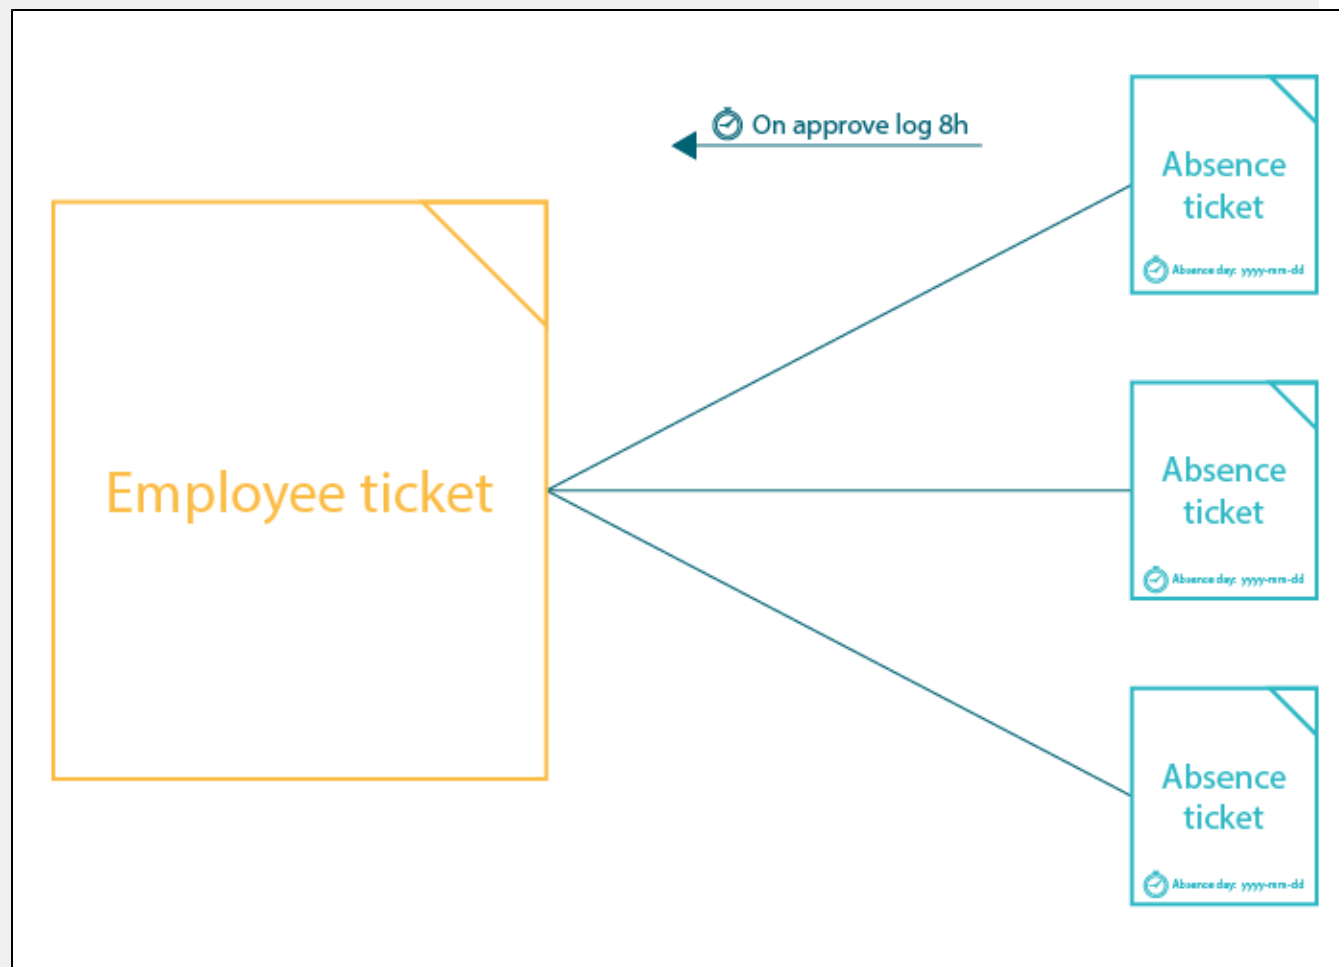 On approve log 8h
Absence
ticket
Absence day: yyyy-mm-dd
Employee ticket
Absence
ticket
Absence day: yyyy-mm-dd
Absence
ticket
Absence day: yyyy-mm-dd